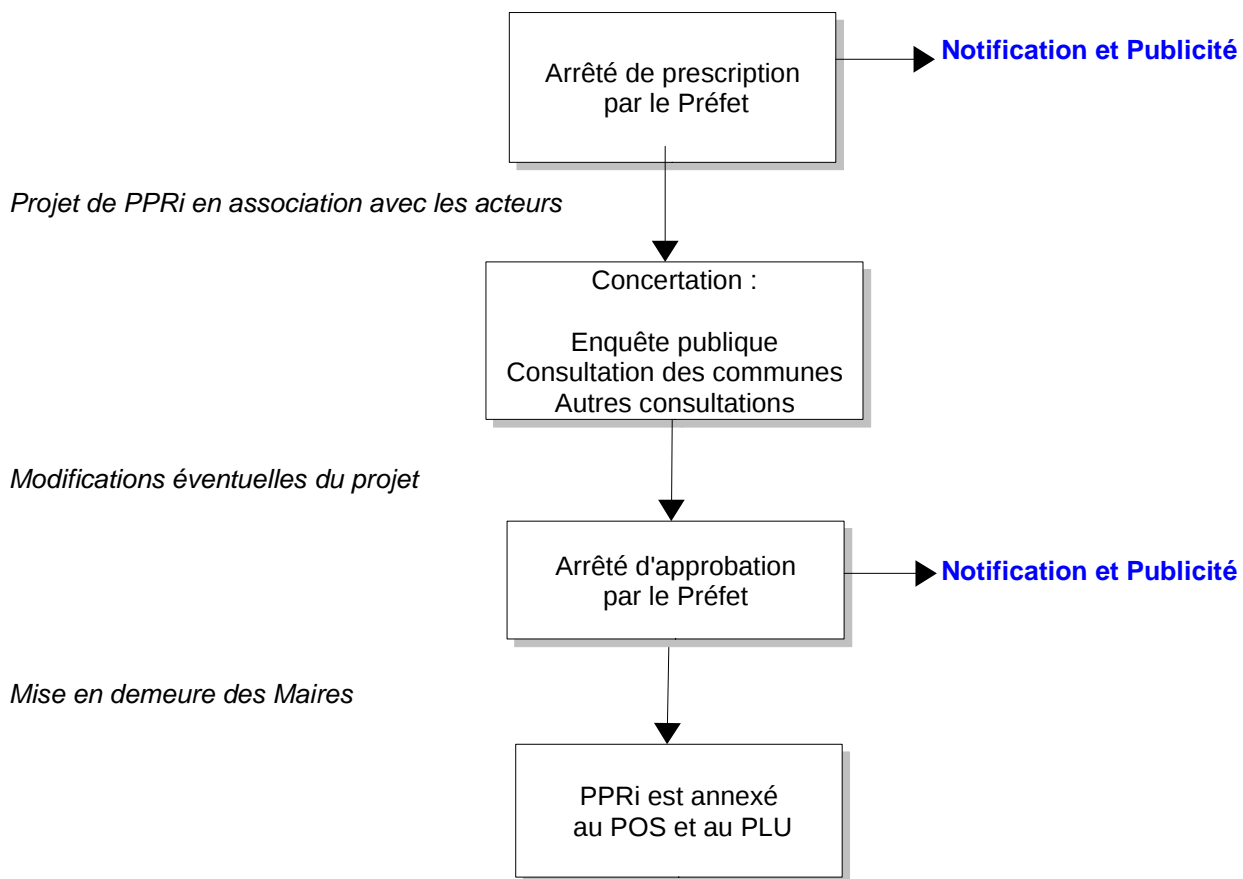 Arrêté de prescription
par le Préfet
Notification et Publicité
Projet de PPRi en association avec les acteurs
Concertation :
Enquête publique
Consultation des communes
Autres consultations
Modifications éventuelles du projet
Arrêté d'approbation
par le Préfet
Notification et Publicité
Mise en demeure des Maires
PPRi est annexé
au POS et au PLU